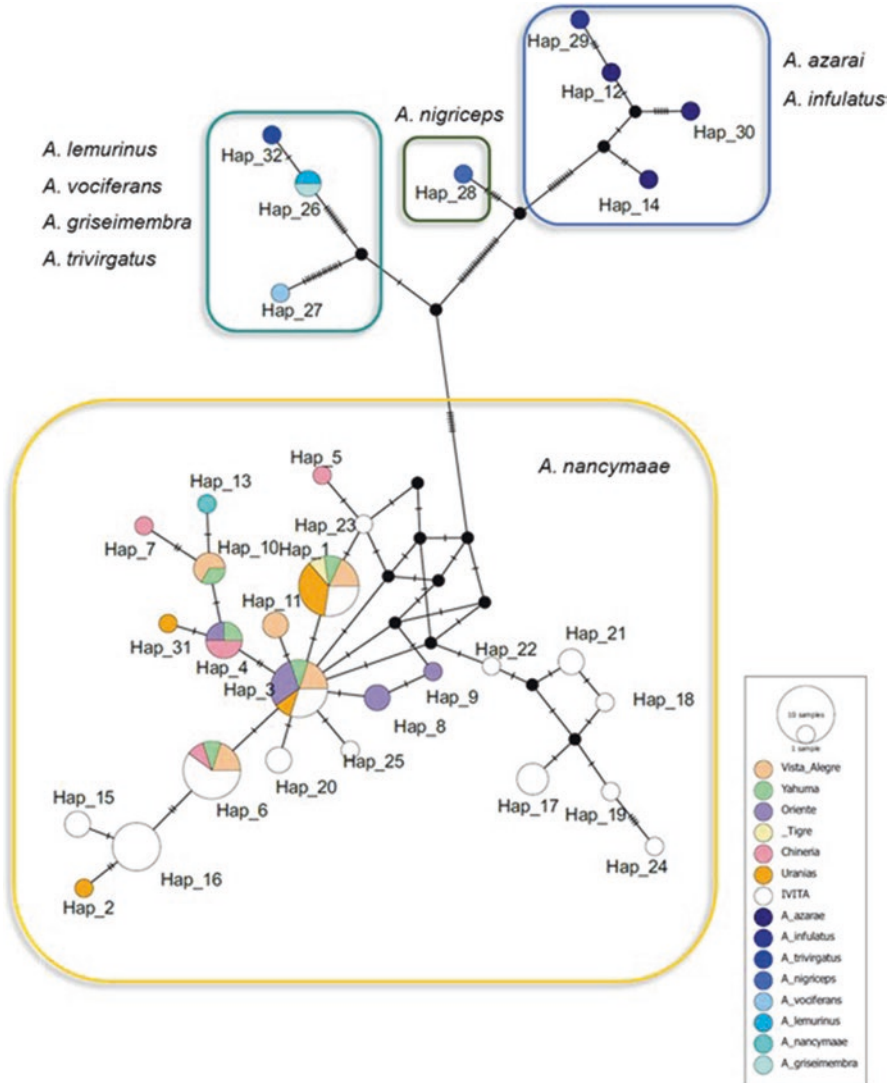 Hap_29
Hap_12
Hap_30
Hap_14
A. azarai
A. infulatus
A. nigriceps
Hap_28
A. lemurinus
A. vociferans
A. griseimembra
A. trivirgatus
Hap_32
Hap_26
Hap_27
A. nancymaae
Hap_5
Hap_13
Hap_23
Hap_7
Hap_10
Hap_1
Hap_11
Hap_31
Hap_4
Hap_3
Hap_22
Hap_21
Hap_9
Hap_18
Hap_8
Hap_25
Hap_20
Hap_6
Hap_15
Hap_17
Hap_19
Hap_24
Hap_16
Hap_2
10 samples
1 sample
Vista_Alegre
Yahuma
Oriente
_Tigre
Chineria
Uranias
IVITA
A_azarae
A_infulatus
A_trivirgatus
A_nigriceps
A_vociferans
A_lemurinus
A_nancymaae
A_griseimembra